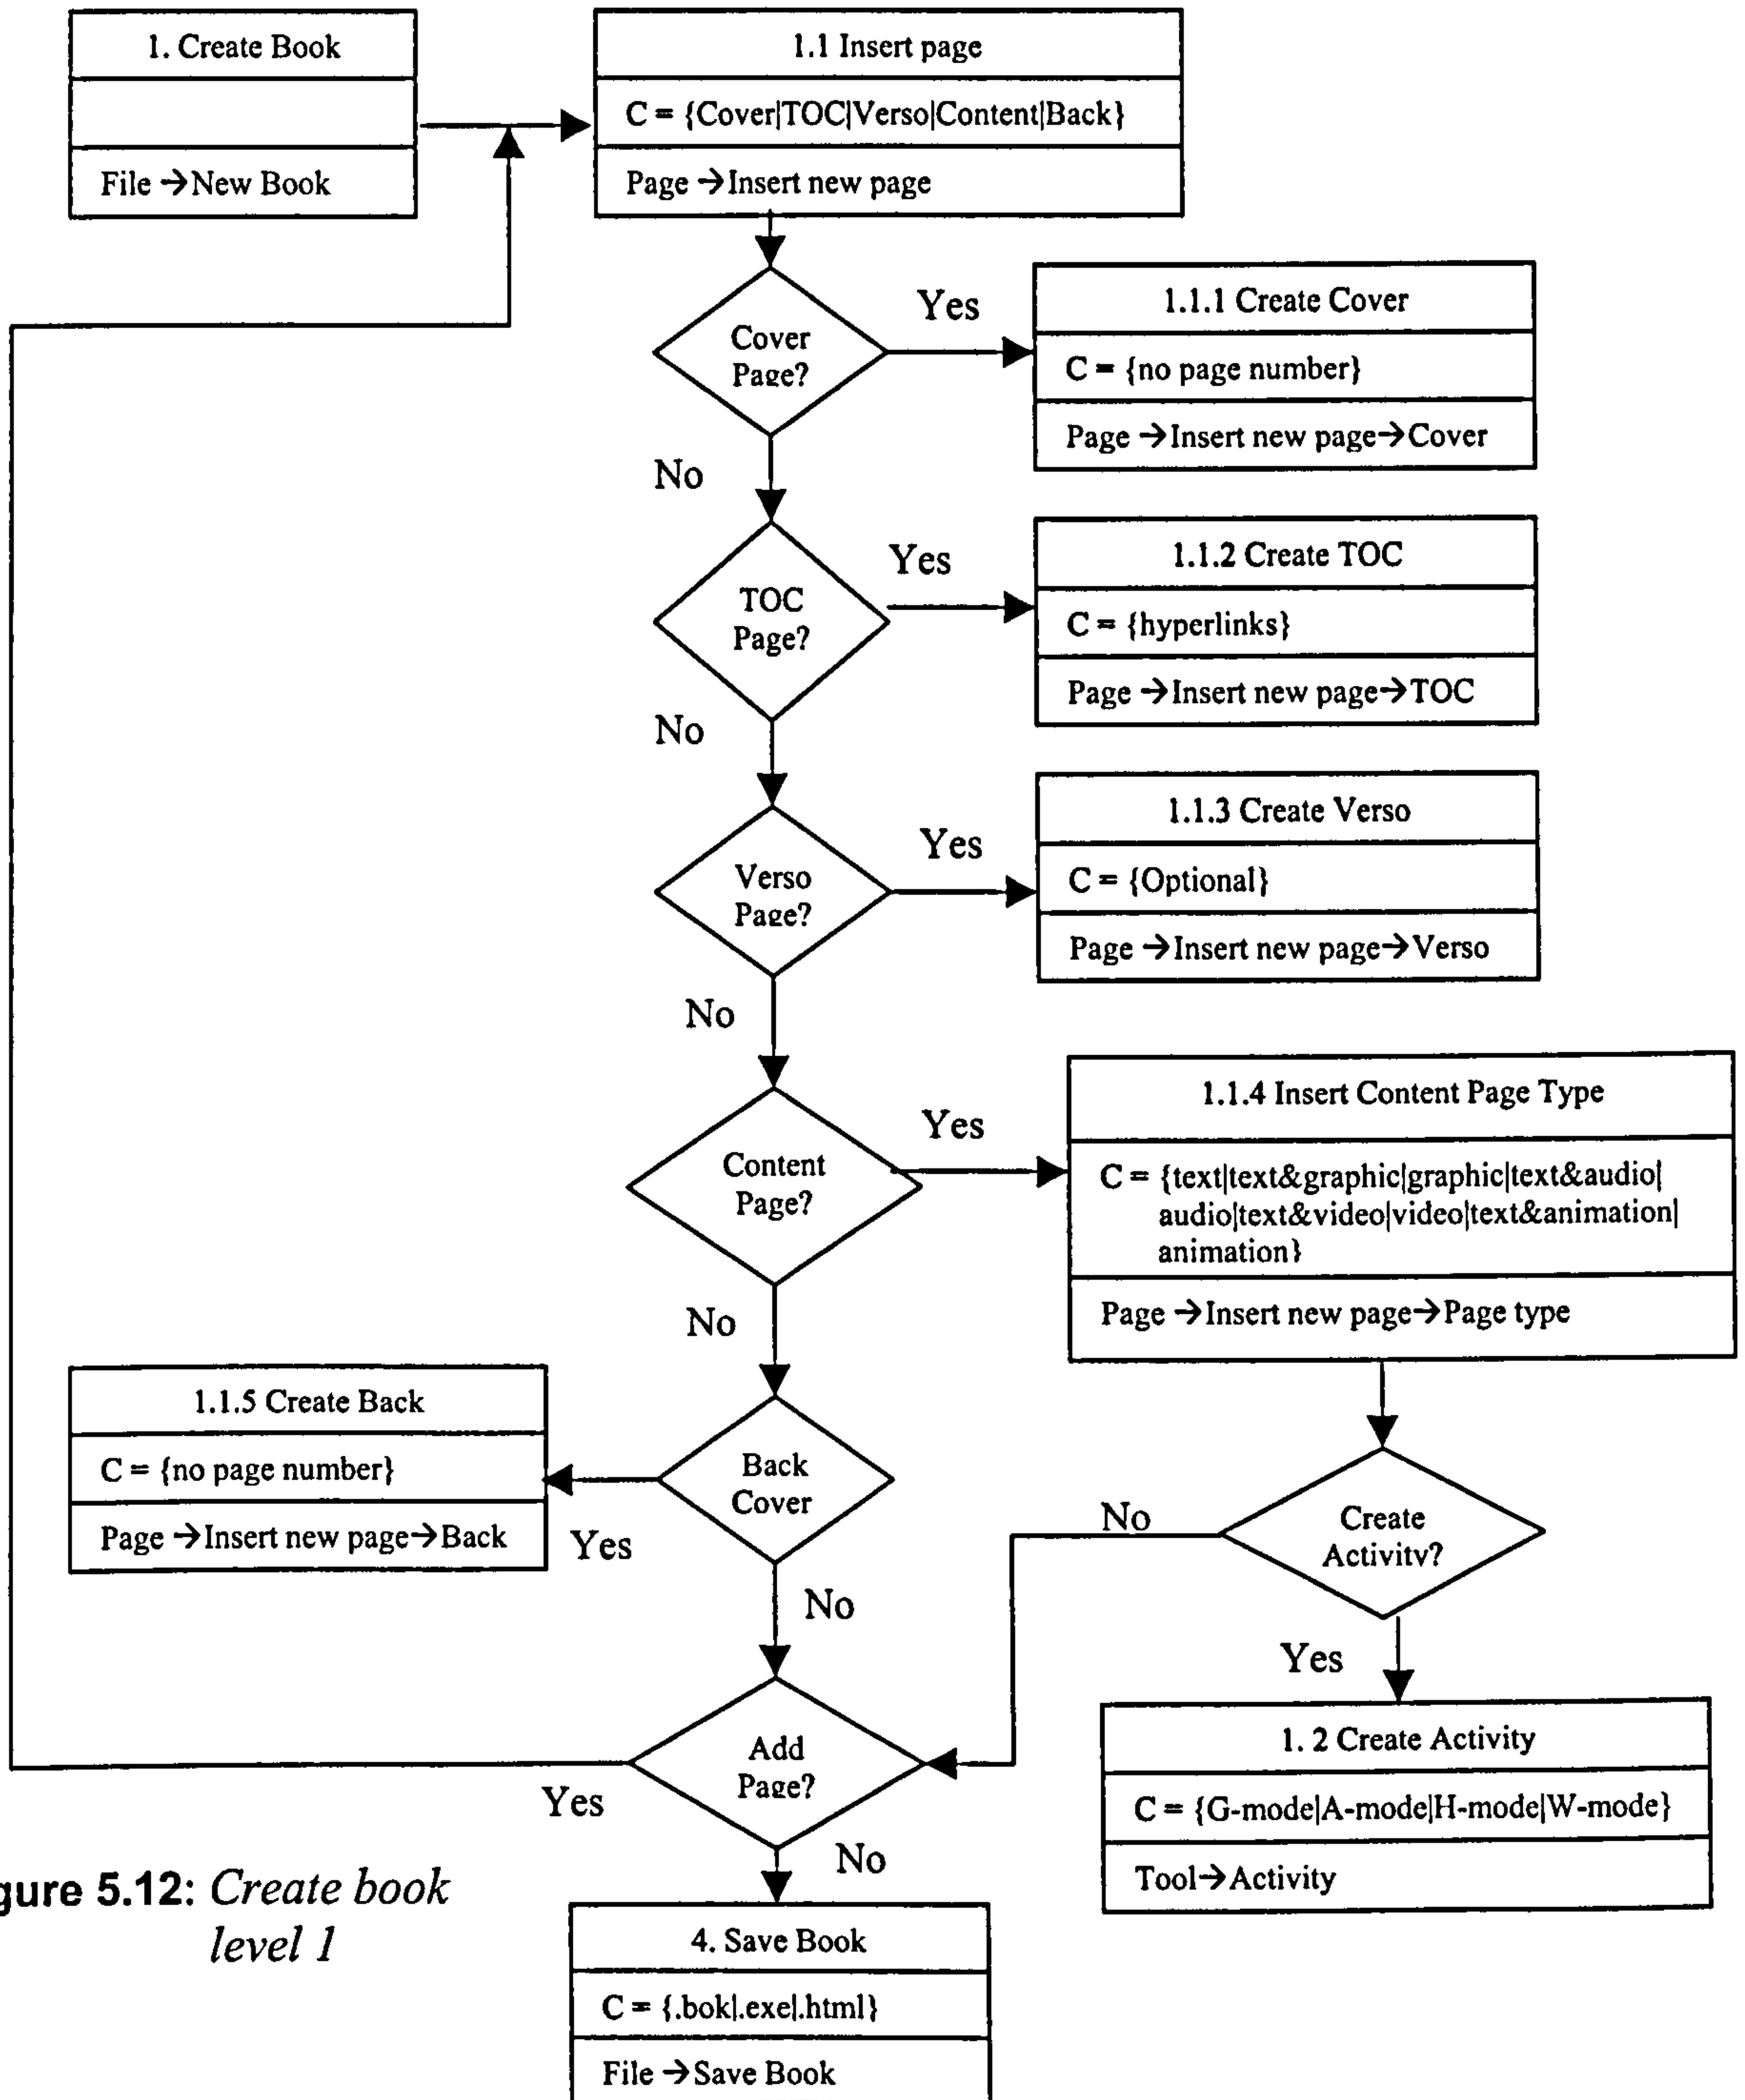 1. Create Book
File →New Book
1.1 Insert page
C = {Cover|TOC|Verso|Content|Back}
Page →Insert new page
Cover
Page?
Yes
No
1.1.1 Create Cover
C = {no page number}
Page →Insert new page→Cover
TOC
Page?
Yes
No
1.1.2 Create TOC
C = {hyperlinks}
Page →Insert new page→TOC
Verso
Page?
Yes
No
1.1.3 Create Verso
C = {Optional}
Page →Insert new page→Verso
Content
Page?
Yes
No
1.1.4 Insert Content Page Type
C = {text|text&graphic|graphic|text&audio|
audio|text&video|video|text&animation|
animation}
Page →Insert new page→Page type
1.1.5 Create Back
C = {no page number}
Page →Insert new page→Back
Back
Cover
Yes
No
Create
Activity?
No
Yes
1. 2 Create Activity
C = {G-mode|A-mode|H-mode|W-mode}
Tool→Activity
Add
Page?
Yes
No
4. Save Book
C = {.bok|.exe|.html}
File →Save Book
gure 5.12: Create book
level 1